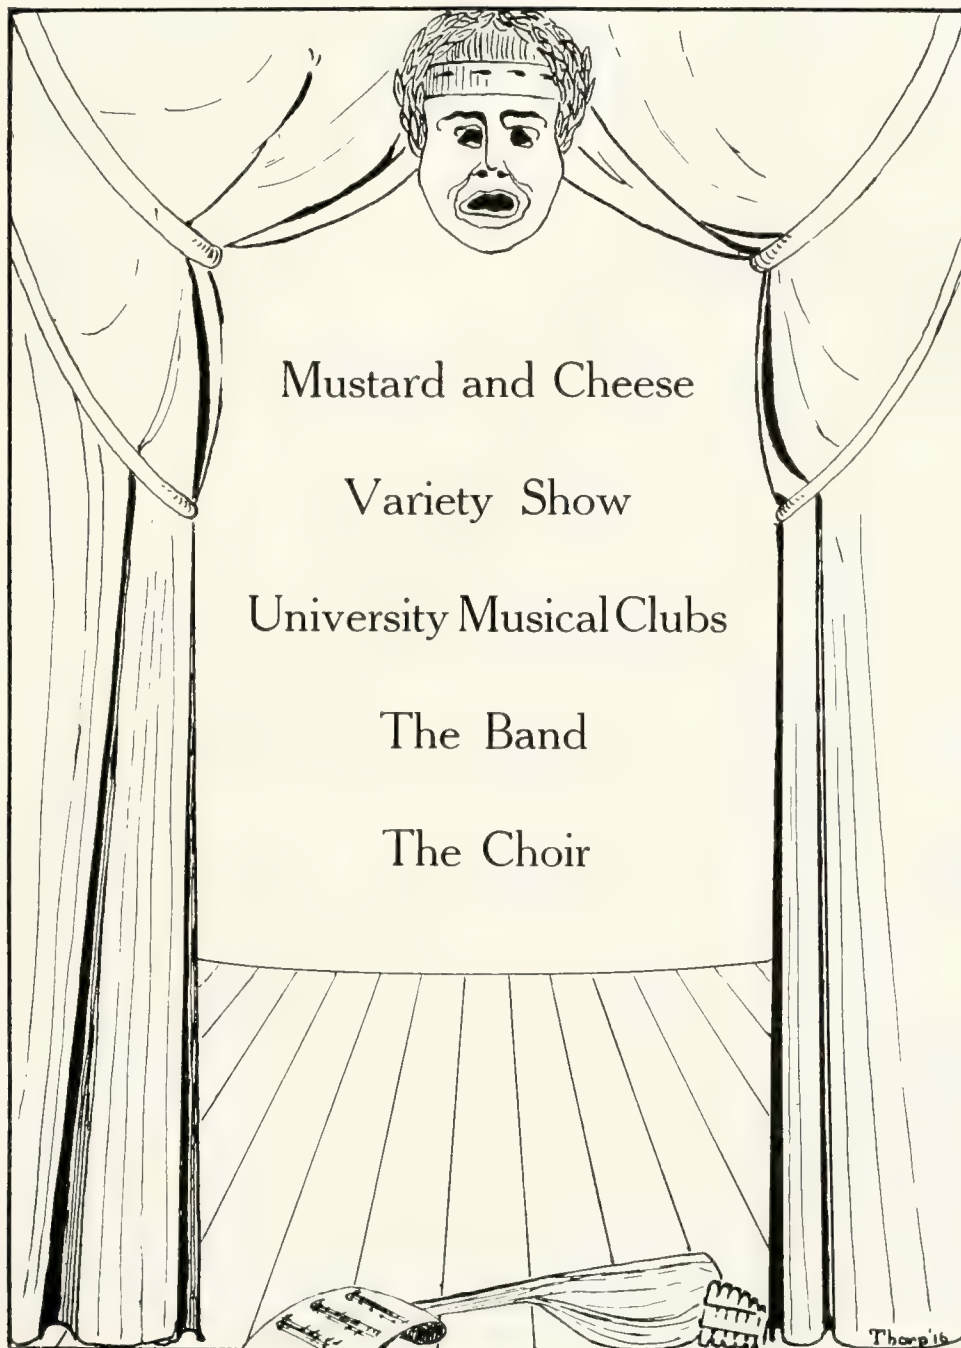 Mustard and Cheese
Variety Show
University Musical Clubs
The Band
The Choir
Thorp '16